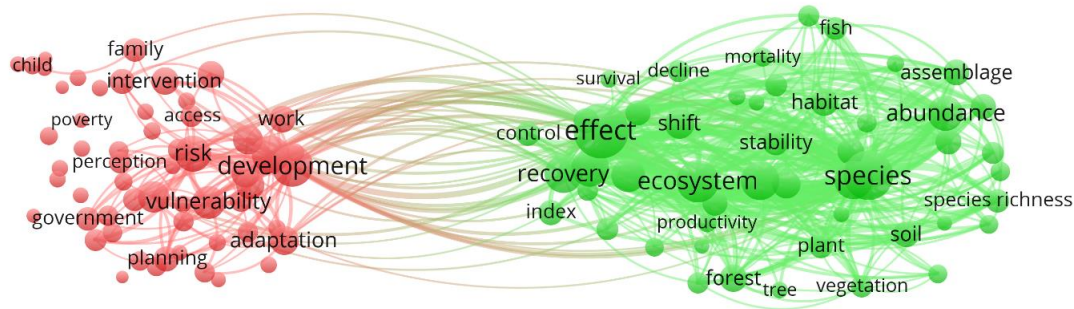 child
family
intervention
poverty
access
work
perception
risk
development
government
vulnerability
planning
adaptation
survival
decline
mortality
fish
assemblage
control
effect
shift
habitat
abundance
stability
recovery
ecosystem
species
index
productivity
species richness
plant
soil
forest
tree
vegetation